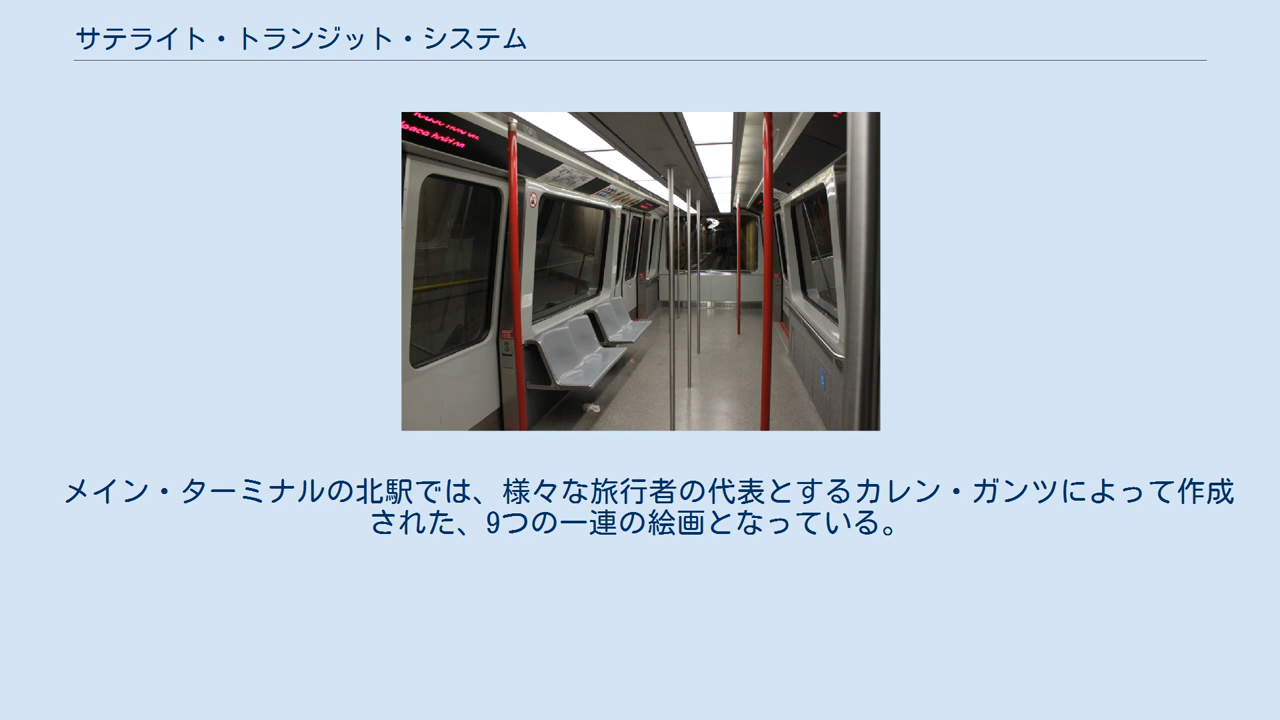 サテライト・トランジット・システム
please hold on
メイン・ターミナルの北駅では、様々な旅行者の代表とするカレン・ガンツによって作成
された、9つの一連の絵画となっている。